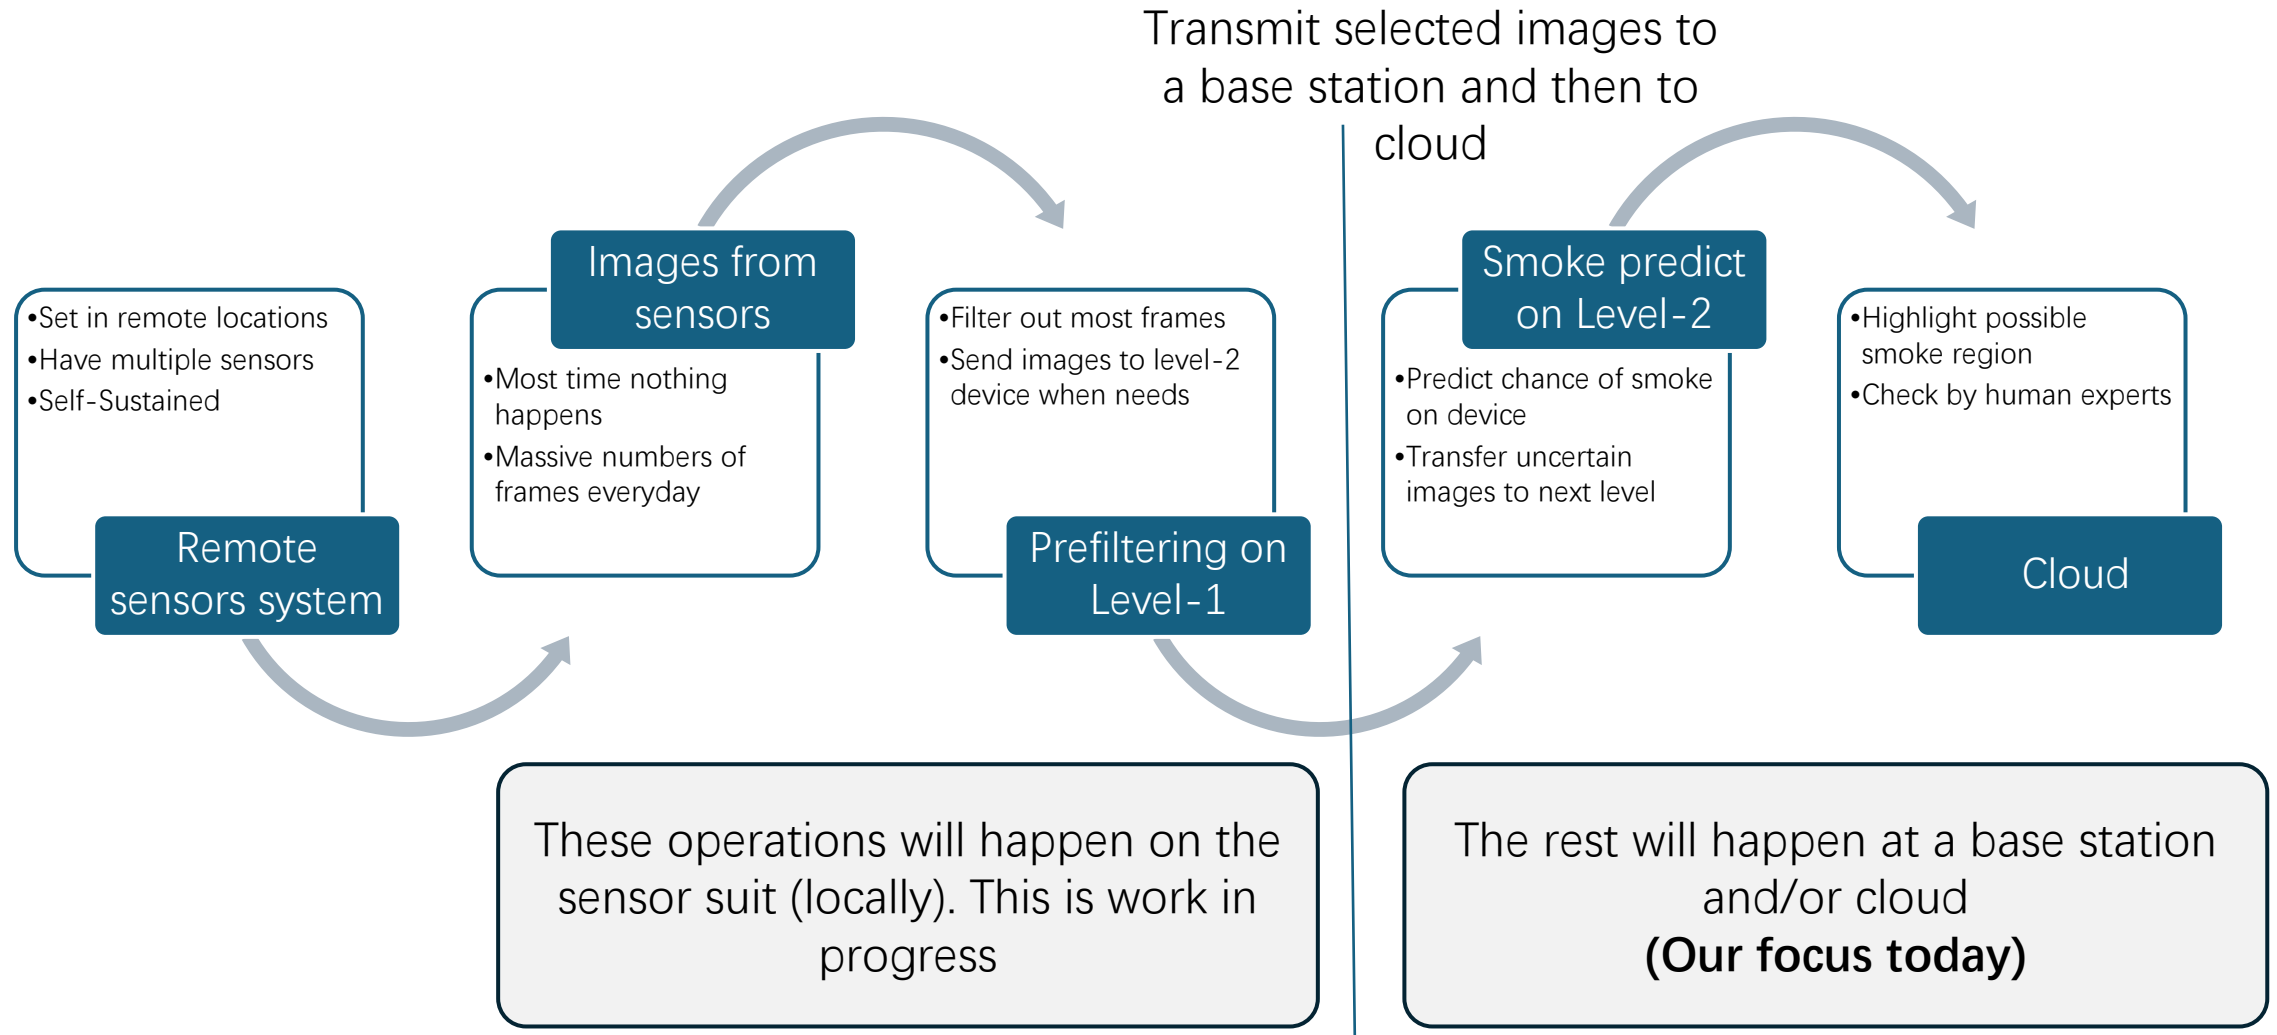 Transmit selected images to
a base station and then to
cloud
•Set in remote locations
•Have multiple sensors
•Self-Sustained
Remote
sensors system
Images from
sensors
•Most time nothing
happens
•Massive numbers of
frames everyday
•Filter out most frames
•Send images to level-2
device when needs
Prefiltering on
Level-1
Smoke predict
on Level-2
•Predict chance of smoke
on device
•Transfer uncertain
images to next level
•Highlight possible
smoke region
•Check by human experts
Cloud
These operations will happen on the
sensor suit (locally). This is work in
progress
The rest will happen at a base station
and/or cloud
(Our focus today)